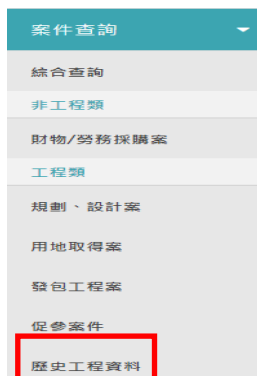 案件查詢
綜合查詢
非工程類
財物/勞務採購案
工程類
規劃、設計案
用地取得案
發包工程案
促參案件
歷史工程資料